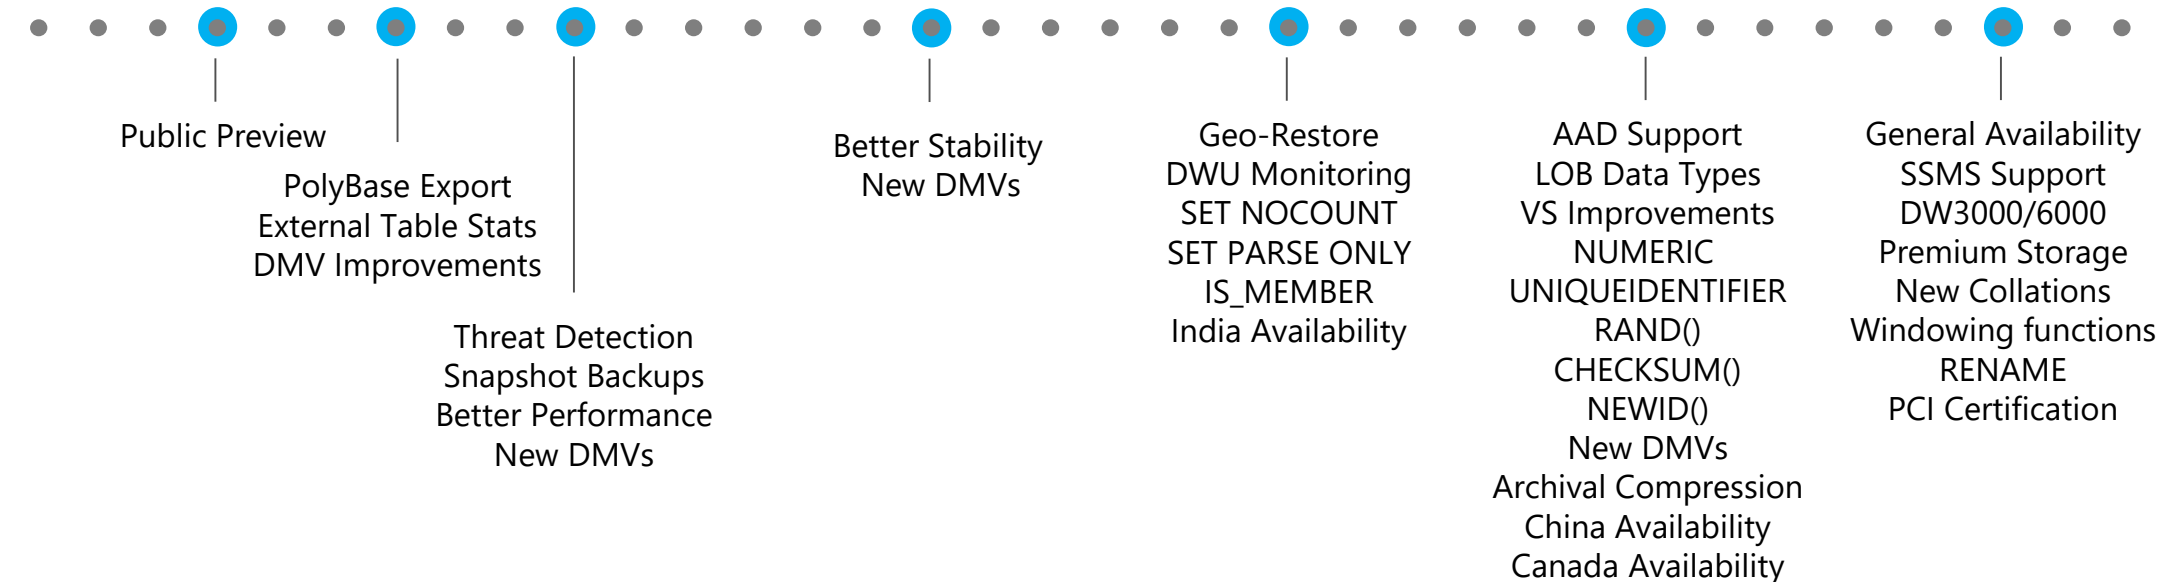 Public Preview
PolyBase Export
External Table Stats
DMV Improvements
Threat Detection
Snapshot Backups
Better Performance
New DMVs
Better Stability
New DMVs
Geo-Restore
DWU Monitoring
SET NOCOUNT
SET PARSE ONLY
IS_MEMBER
India Availability
AAD Support
LOB Data Types
VS Improvements
NUMERIC
UNIQUEIDENTIFIER
RAND()
CHECKSUM()
NEWID()
New DMVs
Archival Compression
China Availability
Canada Availability
General Availability
SSMS Support
DW3000/6000
Premium Storage
New Collations
Windowing functions
RENAME
PCI Certification